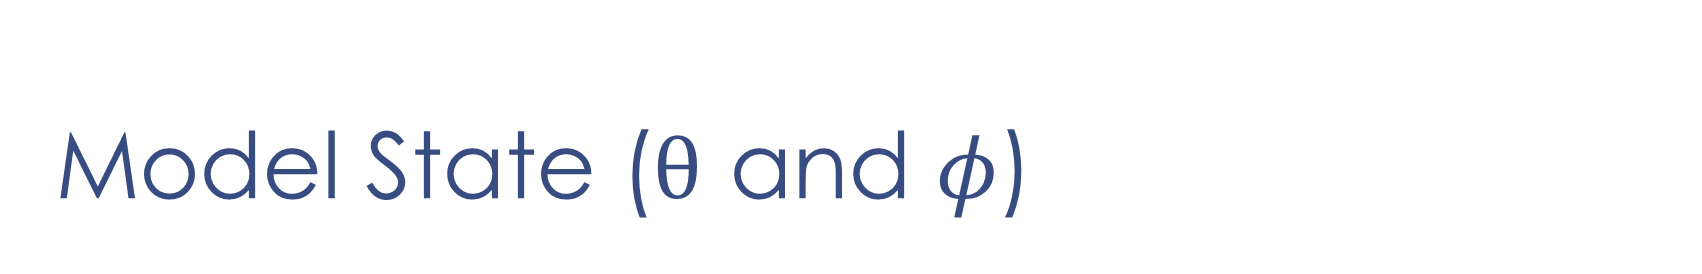 Model State (θ and ϕ)